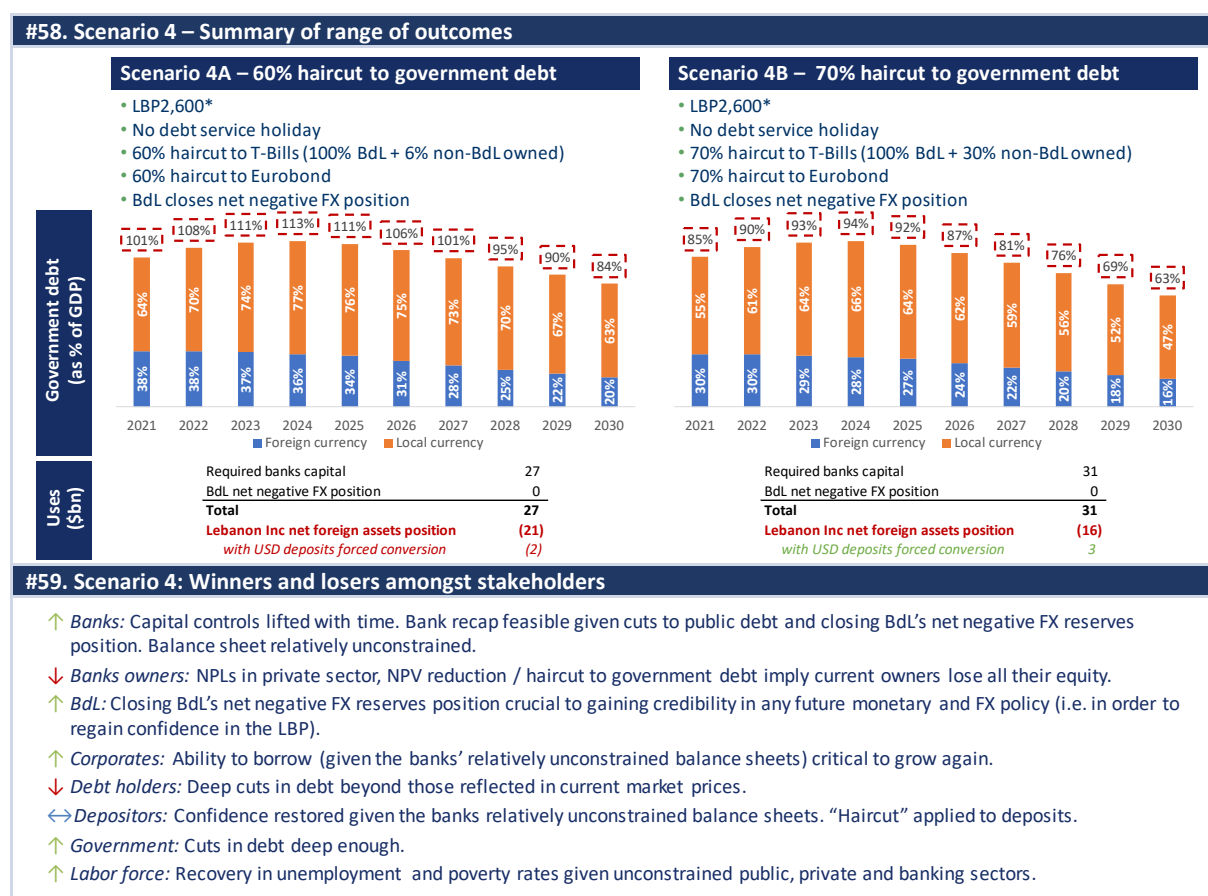 #58. Scenario 4 – Summary of range of outcomes
Scenario 4A – 60% haircut to government debt
• LBP2,600*
• No debt service holiday
• 60% haircut to T-Bills (100% BdL + 6% non-BdL owned)
• 60% haircut to Eurobond
• BdL closes net negative FX position
Government debt
(as % of GDP)
101% 108% 111% 113% 111% 106% 101% 95% 90% 84%
64% 70% 74% 77% 76% 75% 73% 70% 67% 63%
38% 38% 37% 36% 34% 31% 28% 25% 22% 20%
2021 2022 2023 2024 2025 2026 2027 2028 2029 2030
Foreign currency Local currency
Uses
($bn)
Required banks capital 27
BdL net negative FX position 0
Total 27
Lebanon Inc net foreign assets position (21)
with USD deposits forced conversion (2)
Scenario 4B – 70% haircut to government debt
• LBP2,600*
• No debt service holiday
• 70% haircut to T-Bills (100% BdL + 30% non-BdL owned)
• 70% haircut to Eurobond
• BdL closes net negative FX position
85% 90% 93% 94% 92% 87% 81% 76% 69% 63%
55% 61% 64% 66% 64% 62% 59% 56% 52% 47%
30% 30% 29% 28% 27% 24% 22% 20% 18% 16%
2021 2022 2023 2024 2025 2026 2027 2028 2029 2030
Foreign currency Local currency
Required banks capital 31
BdL net negative FX position 0
Total 31
Lebanon Inc net foreign assets position (16)
with USD deposits forced conversion 3
#59. Scenario 4: Winners and losers amongst stakeholders
↑ Banks: Capital controls lifted with time. Bank recap feasible given cuts to public debt and closing BdL's net negative FX reserves
position. Balance sheet relatively unconstrained.
↓ Banks owners: NPLs in private sector, NPV reduction / haircut to government debt imply current owners lose all their equity.
↑ BdL: Closing BdL's net negative FX reserves position crucial to gaining credibility in any future monetary and FX policy (i.e. in order to
regain confidence in the LBP).
↑ Corporates: Ability to borrow (given the banks' relatively unconstrained balance sheets) critical to grow again.
↓ Debt holders: Deep cuts in debt beyond those reflected in current market prices.
↔ Depositors: Confidence restored given the banks relatively unconstrained balance sheets. "Haircut" applied to deposits.
↑ Government: Cuts in debt deep enough.
↑ Labor force: Recovery in unemployment and poverty rates given unconstrained public, private and banking sectors.